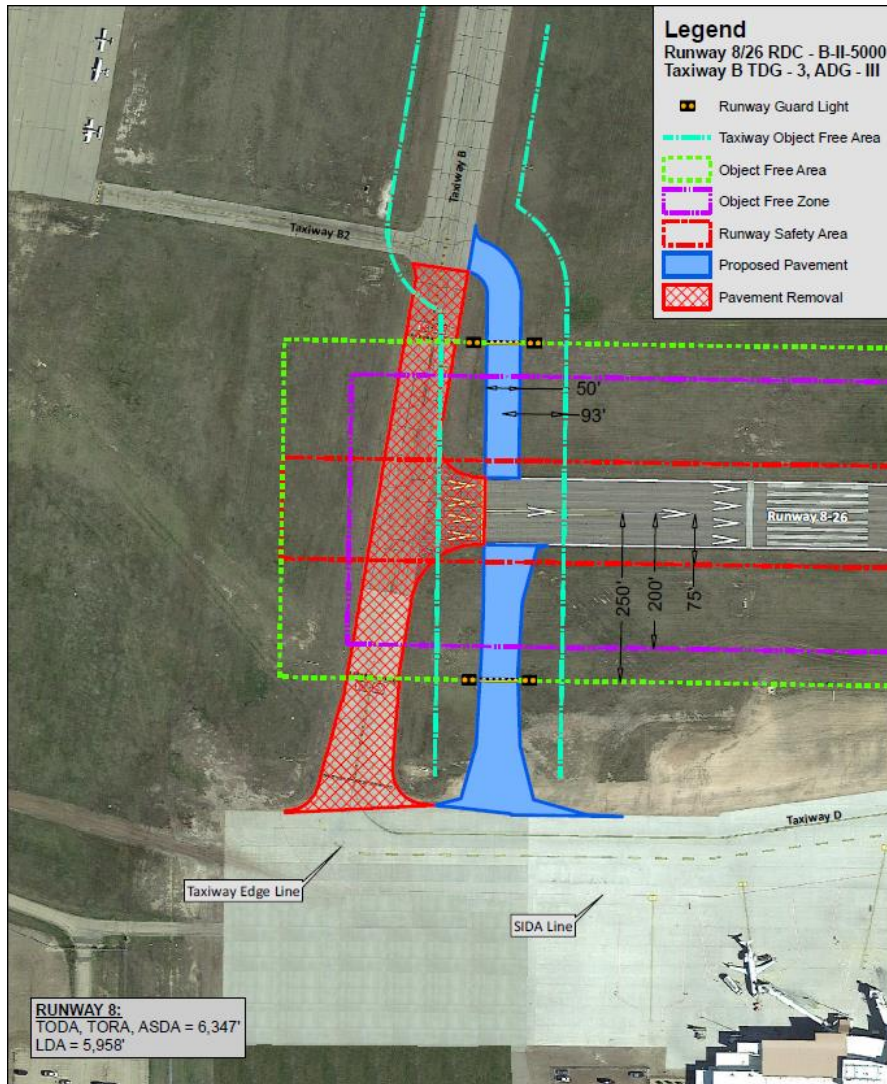 Legend
Runway 8/26 RDC - B-II-5000
Taxiway B TDG - 3, ADG - III
Runway Guard Light
Taxiway Object Free Area
Object Free Area
Object Free Zone
Runway Safety Area
Proposed Pavement
Pavement Removal
Taxiway B
Taxiway B2
50'
93'
Runway 8-26
250'
200'
75'
Taxiway D
Taxiway Edge Line
SIDA Line
RUNWAY 8:
TODA, TORA, ASDA = 6,347'
LDA = 5,958'